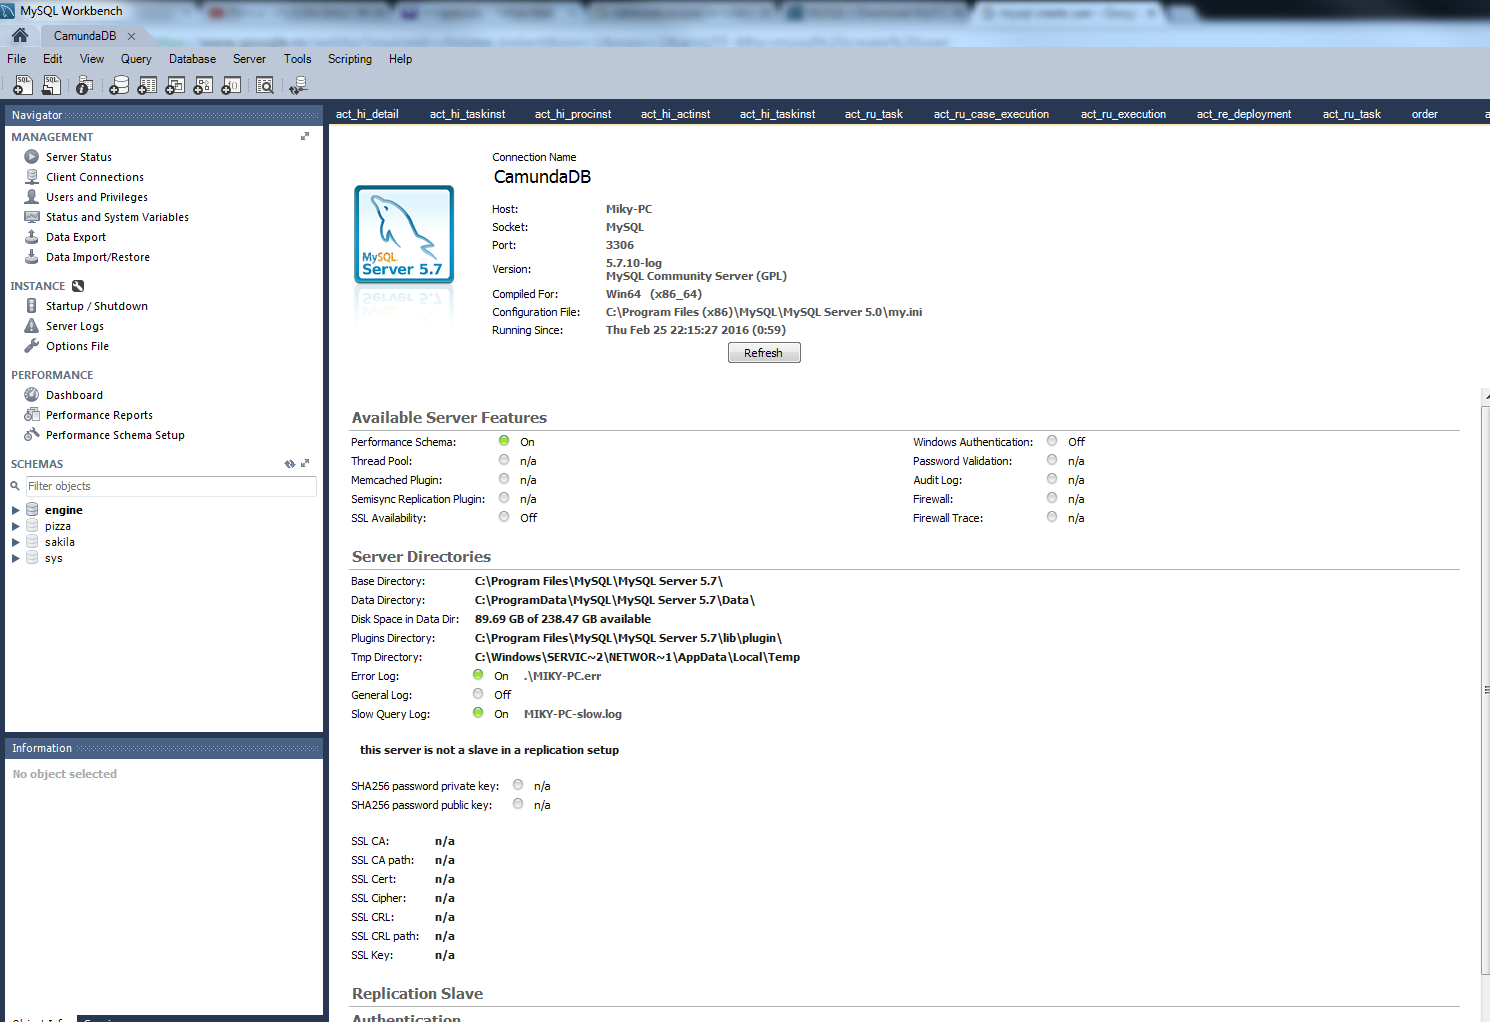 MySQL Workbench
CamundaDB
File Edit View Query Database Server Tools Scripting Help
Navigator
MANAGEMENT
Server Status
Client Connections
Users and Privileges
Status and System Variables
Data Export
Data Import/Restore
INSTANCE
Startup / Shutdown
Server Logs
Options File
PERFORMANCE
Dashboard
Performance Reports
Performance Schema Setup
SCHEMAS
Filter objects
engine
pizza
sakila
sys
Information
No object selected
act_hi_detail act_hi_taskinst act_hi_procinst act_hi_actinst act_hi_taskinst act_ru_task act_ru_case_execution act_ru_execution act_re_deployment act_ru_task order
MySQL
Server 5.7
Connection Name
CamundaDB
Host: Miky-PC
Socket: MySQL
Port: 3306
Version: 5.7.10-log
MySQL Community Server (GPL)
Compiled For: Win64 (x86_64)
Configuration File: C:\Program Files (x86)\MySQL\MySQL Server 5.0\my.ini
Running Since: Thu Feb 25 22:15:27 2016 (0:59)
Refresh
Available Server Features
Performance Schema: On Windows Authentication: Off
Thread Pool: n/a Password Validation: n/a
Memcached Plugin: n/a Audit Log: n/a
Semisync Replication Plugin: n/a Firewall: n/a
SSL Availability: Off Firewall Trace: n/a
Server Directories
Base Directory: C:\Program Files\MySQL\MySQL Server 5.7\
Data Directory: C:\ProgramData\MySQL\MySQL Server 5.7\Data\
Disk Space in Data Dir: 89.69 GB of 238.47 GB available
Plugins Directory: C:\Program Files\MySQL\MySQL Server 5.7\lib\plugin\
Tmp Directory: C:\Windows\SERVIC~2\NETWOR~1\AppData\Local\Temp
Error Log: On .\MIKY-PC.err
General Log: Off
Slow Query Log: On MIKY-PC-slow.log
this server is not a slave in a replication setup
SHA256 password private key: n/a
SHA256 password public key: n/a
SSL CA: n/a
SSL CA path: n/a
SSL Cert: n/a
SSL Cipher: n/a
SSL CRL: n/a
SSL CRL path: n/a
SSL Key: n/a
Replication Slave
Authentication